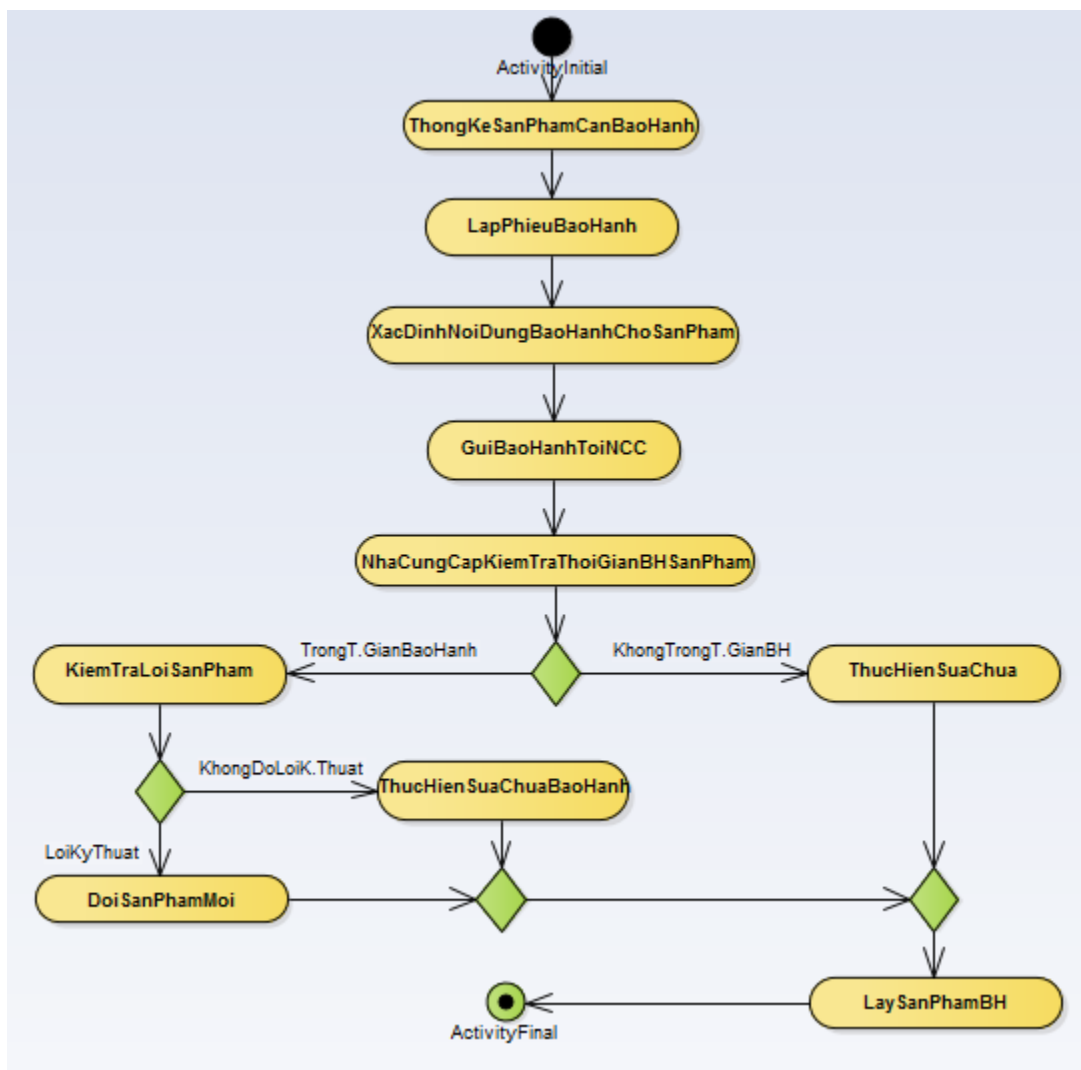 ActivityInitial
ThongKeSanPhamCanBaoHanh
LapPhieuBaoHanh
XacDinhNoiDungBaoHanhChoSanPham
GuiBaoHanhToiNCC
NhaCungCapKiemTraThoiGianBHSanPham
TrongT.GianBaoHanh
KhongTrongT.GianBH
KiemTraLoiSanPham
ThucHienSuaChua
KhongDoLoiK.Thuat
ThucHienSuaChuaBaoHanh
LoiKyThuat
DoiSanPhamMoi
LaySanPhamBH
ActivityFinal